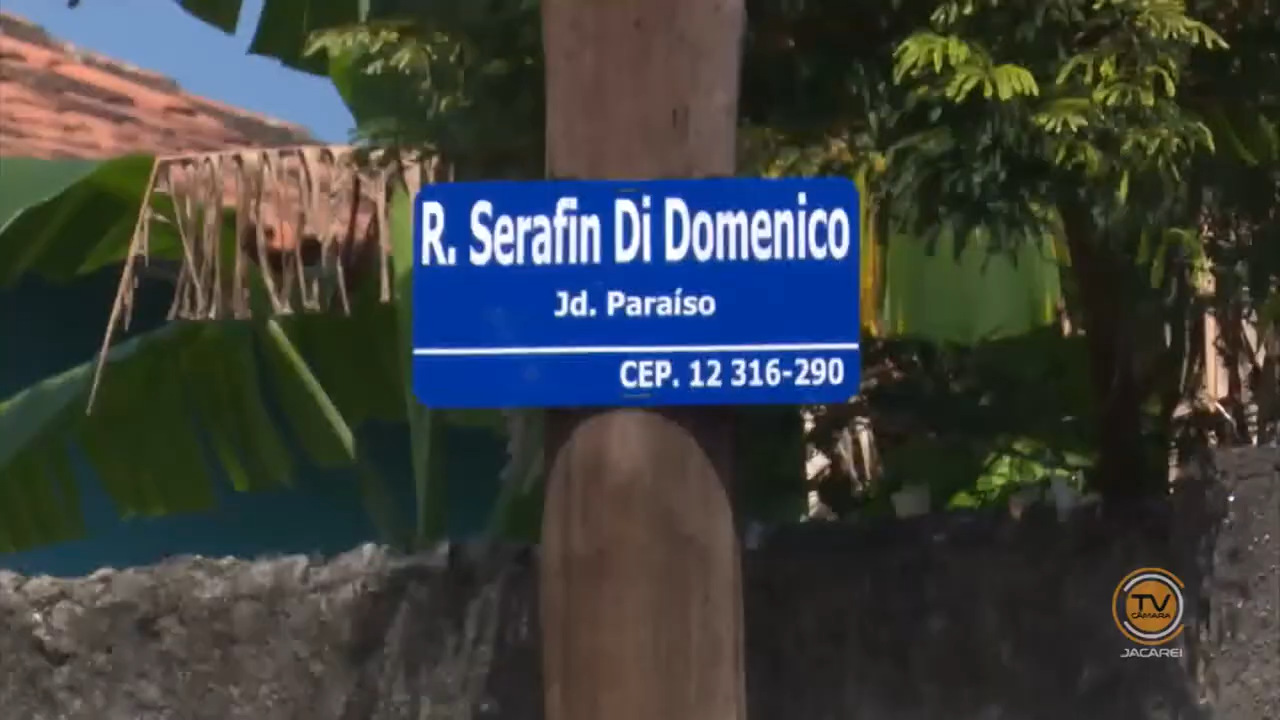 R. Serafin Di Domenico
Jd. Paraíso
CEP. 12 316-290
TV
CÂMARA
JACAREÍ